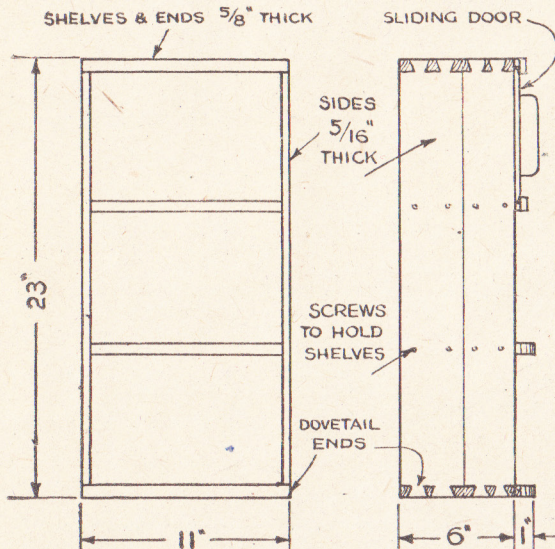 SHELVES & ENDS 5/8" THICK
SLIDING DOOR
SIDES
5/16"
THICK
23"
SCREWS
TO HOLD
SHELVES
DOVETAIL
ENDS
11"
6"
1"